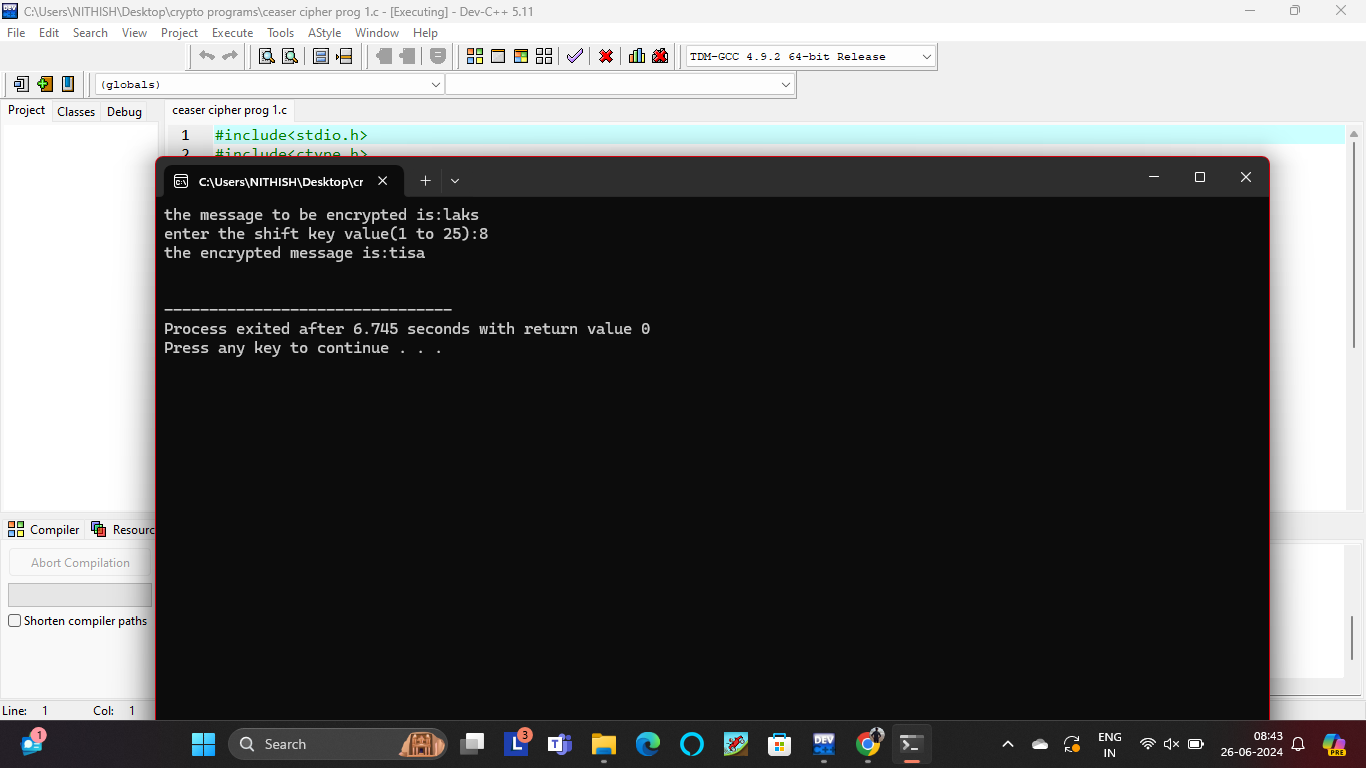 C:\Users\NITHISH\Desktop\crypto programs\ceaser cipher prog 1.c - [Executing] - Dev-C++ 5.11
File Edit Search View Project Execute Tools AStyle Window Help
TDM-GCC 4.9.2 64-bit Release
(globals)
Project Classes Debug
ceaser cipher prog 1.c
1 #include<stdio.h>
2 #include<ctype.h>
C:\Users\NITHISH\Desktop\cr
the message to be encrypted is:laks
enter the shift key value(1 to 25):8
the encrypted message is:tisa
--------------------------------
Process exited after 6.745 seconds with return value 0
Press any key to continue . . .
Compiler Resourc
Abort Compilation
Shorten compiler paths
Line: 1 Col: 1
1
Search
L 3
DEV
ENG
IN
08:43
26-06-2024
PRE